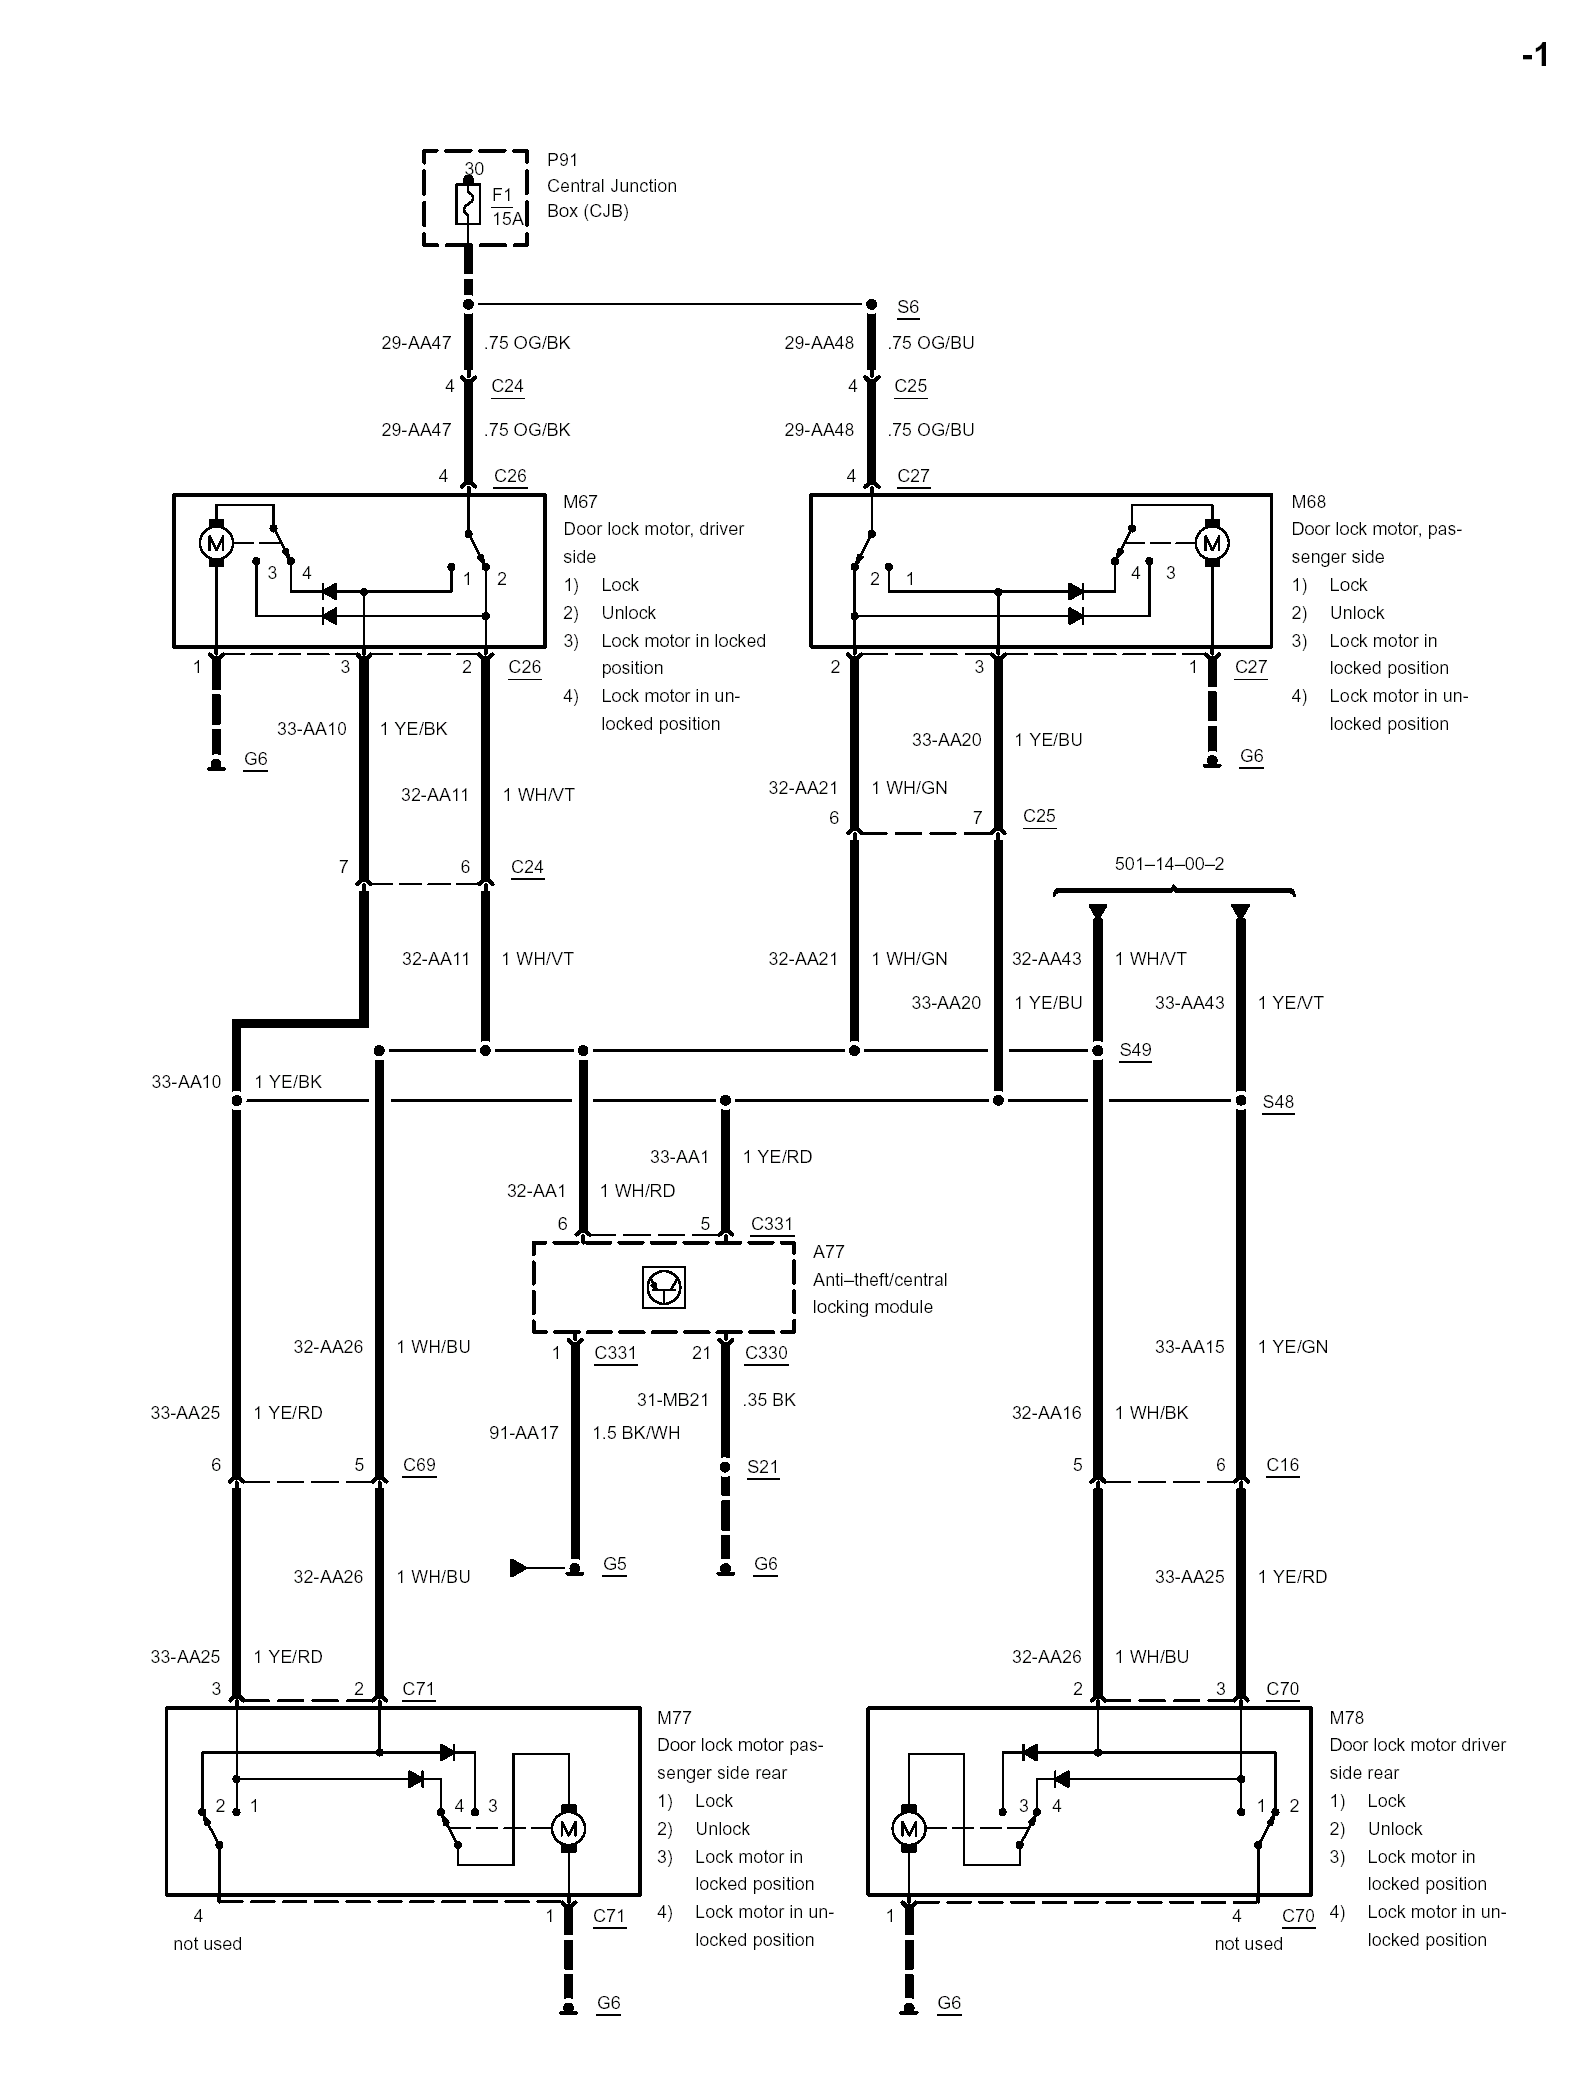 -1
30
F1
15A
P91
Central Junction
Box (CJB)
S6
29-AA47 .75 OG/BK
29-AA48 .75 OG/BU
4 C24
4 C25
29-AA47 .75 OG/BK
29-AA48 .75 OG/BU
4 C26
4 C27
M
3 4
1 2
M67
Door lock motor, driver
side
1) Lock
2) Unlock
3) Lock motor in locked
position
4) Lock motor in un-
locked position
2 1
4 3
M
M68
Door lock motor, pas-
senger side
1) Lock
2) Unlock
3) Lock motor in
locked position
4) Lock motor in un-
locked position
1 3 2 C26
2 3 1 C27
33-AA10 1 YE/BK
G6
33-AA20 1 YE/BU
G6
32-AA11 1 WH/VT
32-AA21 1 WH/GN
6 7 C25
7 6 C24
501–14–00–2
32-AA11 1 WH/VT
32-AA21 1 WH/GN
32-AA43 1 WH/VT
33-AA20 1 YE/BU
33-AA43 1 YE/VT
S49
33-AA10 1 YE/BK
S48
33-AA1 1 YE/RD
32-AA1 1 WH/RD
6 5 C331
A77
Anti–theft/central
locking module
1 C331
21 C330
32-AA26 1 WH/BU
33-AA15 1 YE/GN
31-MB21 .35 BK
33-AA25 1 YE/RD
91-AA17 1.5 BK/WH
32-AA16 1 WH/BK
6 5 C69
S21
5 6 C16
G5
G6
32-AA26 1 WH/BU
33-AA25 1 YE/RD
33-AA25 1 YE/RD
32-AA26 1 WH/BU
3 2 C71
2 3 C70
2 1
4 3
M
M77
Door lock motor pas-
senger side rear
1) Lock
2) Unlock
3) Lock motor in
locked position
4) Lock motor in un-
locked position
M
3 4
1 2
M78
Door lock motor driver
side rear
1) Lock
2) Unlock
3) Lock motor in
locked position
4) Lock motor in un-
locked position
4
not used
1 C71
1
4 C70
not used
G6
G6